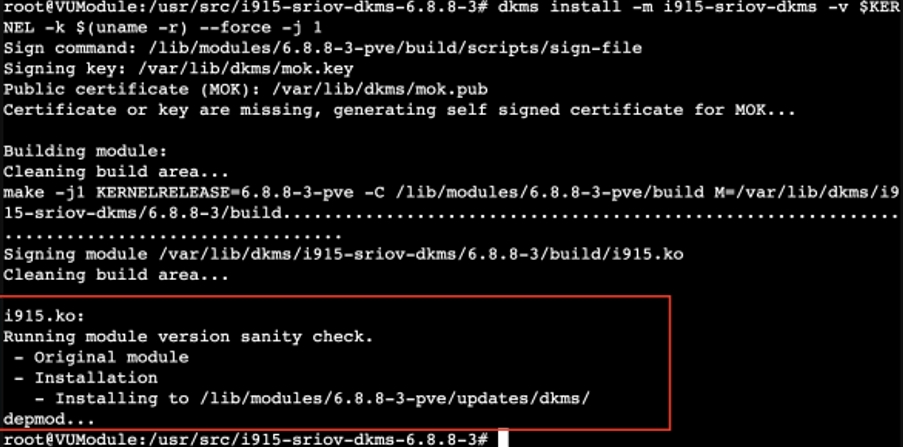 root@VUModule:/usr/src/i915-sriov-dkms-6.8.8-3# dkms install -m i915-sriov-dkms -v $KER
NEL -k $(uname -r) --force -j 1
Sign command: /lib/modules/6.8.8-3-pve/build/scripts/sign-file
Signing key: /var/lib/dkms/mok.key
Public certificate (MOK): /var/lib/dkms/mok.pub
Certificate or key are missing, generating self signed certificate for MOK...
Building module:
Cleaning build area...
make -j1 KERNELRELEASE=6.8.8-3-pve -C /lib/modules/6.8.8-3-pve/build M=/var/lib/dkms/i9
15-sriov-dkms/6.8.8-3/build............................................................
.................................
Signing module /var/lib/dkms/i915-sriov-dkms/6.8.8-3/build/i915.ko
Cleaning build area...
i915.ko:
Running module version sanity check.
- Original module
- Installation
- Installing to /lib/modules/6.8.8-3-pve/updates/dkms/
depmod...
root@VUModule:/usr/src/i915-sriov-dkms-6.8.8-3#